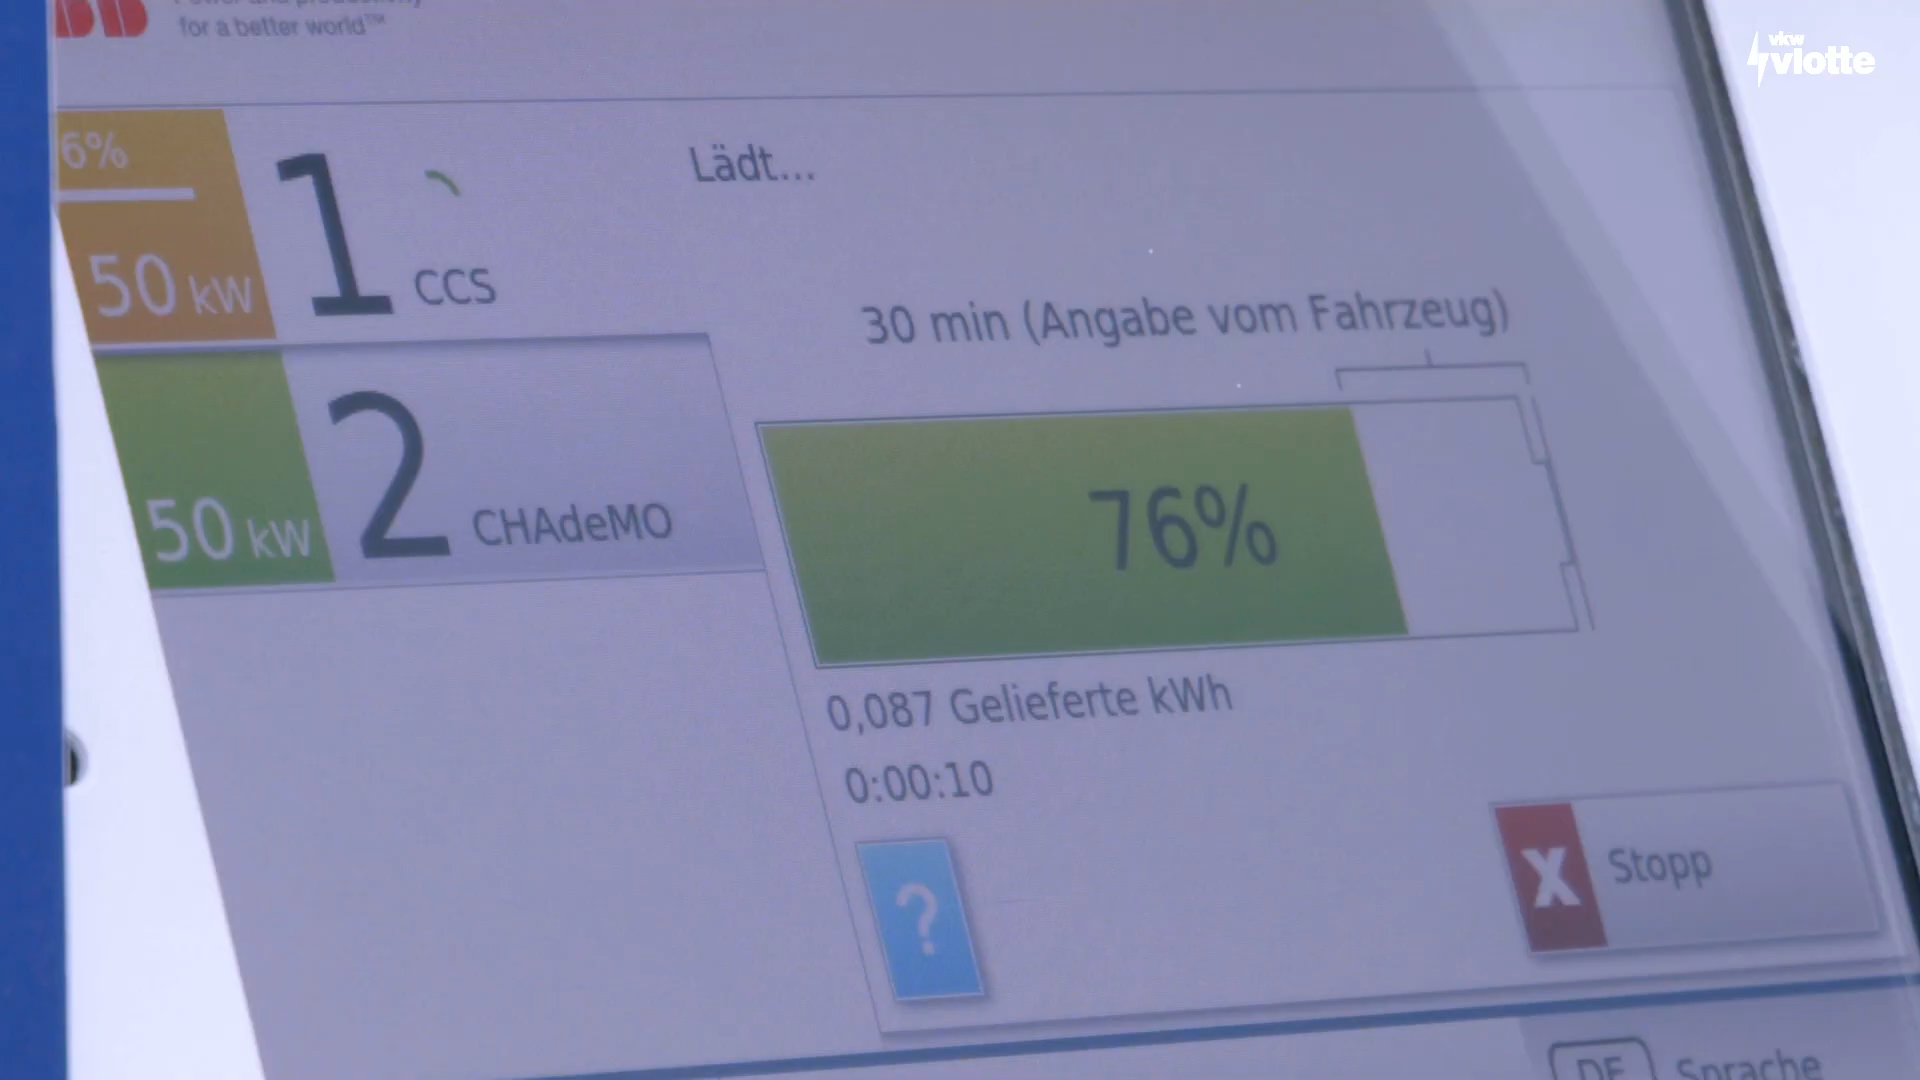 for a better world™
vkw
vlotte
6%
50 kW
1
CCS
Lädt...
30 min (Angabe vom Fahrzeug)
50 kW
2
CHAdeMO
76%
0,087 Gelieferte kWh
0:00:10
?
X Stopp
DE Sprache